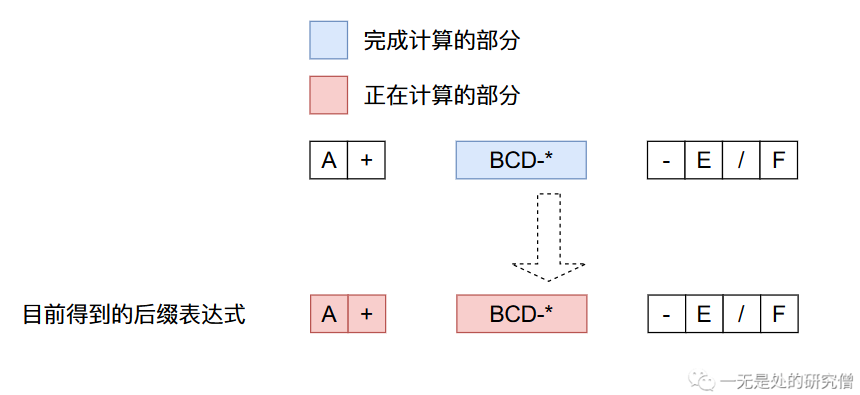 完成计算的部分
正在计算的部分
A + BCD-* - E / F
目前得到的后缀表达式 A + BCD-* - E / F
一无是处的研究僧